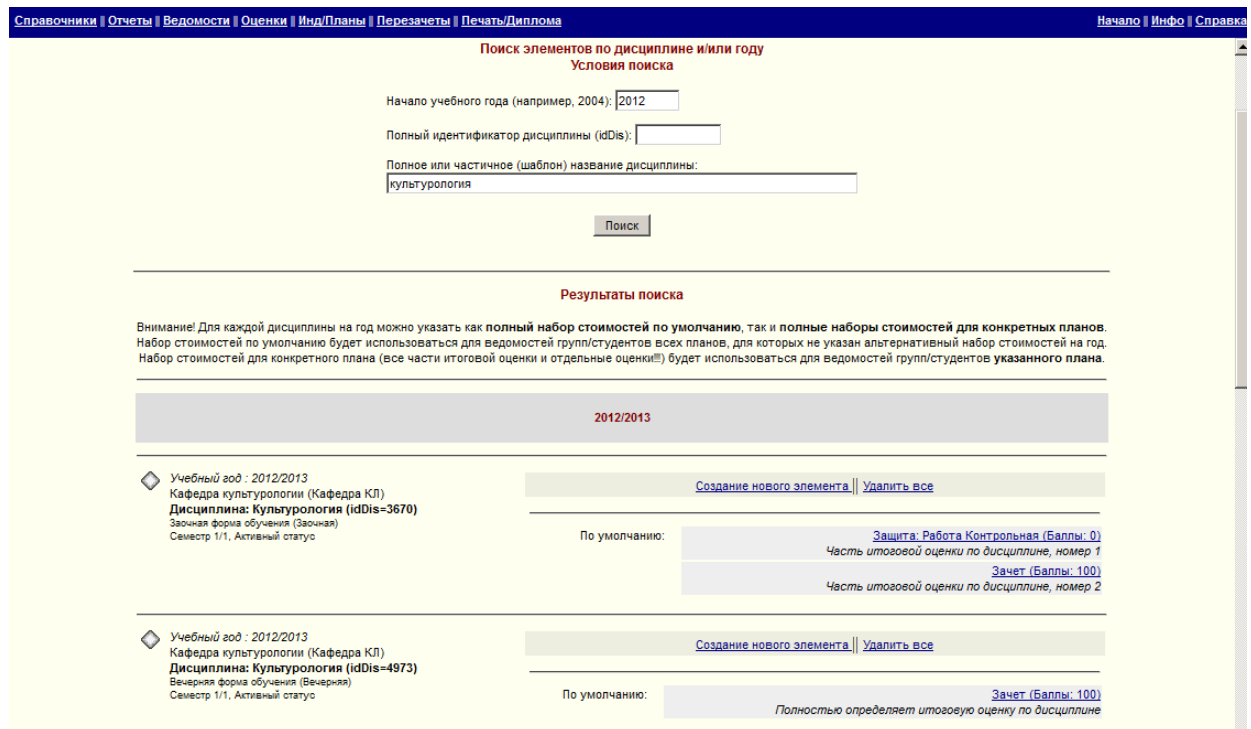 Справочники || Отчеты || Ведомости || Оценки || Инд/Планы || Перезачеты || Печать/Диплома
Начало || Инфо || Справка
Поиск элементов по дисциплине и/или году
Условия поиска
Начало учебного года (например, 2004): 2012
Полный идентификатор дисциплины (idDis):
Полное или частичное (шаблон) название дисциплины:
культурология
Поиск
Результаты поиска
Внимание! Для каждой дисциплины на год можно указать как полный набор стоимостей по умолчанию, так и полные наборы стоимостей для конкретных планов.
Набор стоимостей по умолчанию будет использоваться для ведомостей групп/студентов всех планов, для которых не указан альтернативный набор стоимостей на год.
Набор стоимостей для конкретного плана (все части итоговой оценки и отдельные оценки!!!) будет использоваться для ведомостей групп/студентов указанного плана.
2012/2013
Учебный год : 2012/2013
Кафедра культурологии (Кафедра КЛ)
Дисциплина: Культурология (idDis=3670)
Заочная форма обучения (Заочная)
Семестр 1/1, Активный статус
Создание нового элемента || Удалить все
По умолчанию:
Защита: Работа Контрольная (Баллы: 0)
Часть итоговой оценки по дисциплине, номер 1
Зачет (Баллы: 100)
Часть итоговой оценки по дисциплине, номер 2
Учебный год : 2012/2013
Кафедра культурологии (Кафедра КЛ)
Дисциплина: Культурология (idDis=4973)
Вечерняя форма обучения (Вечерняя)
Семестр 1/1, Активный статус
Создание нового элемента || Удалить все
По умолчанию:
Зачет (Баллы: 100)
Полностью определяет итоговую оценку по дисциплине